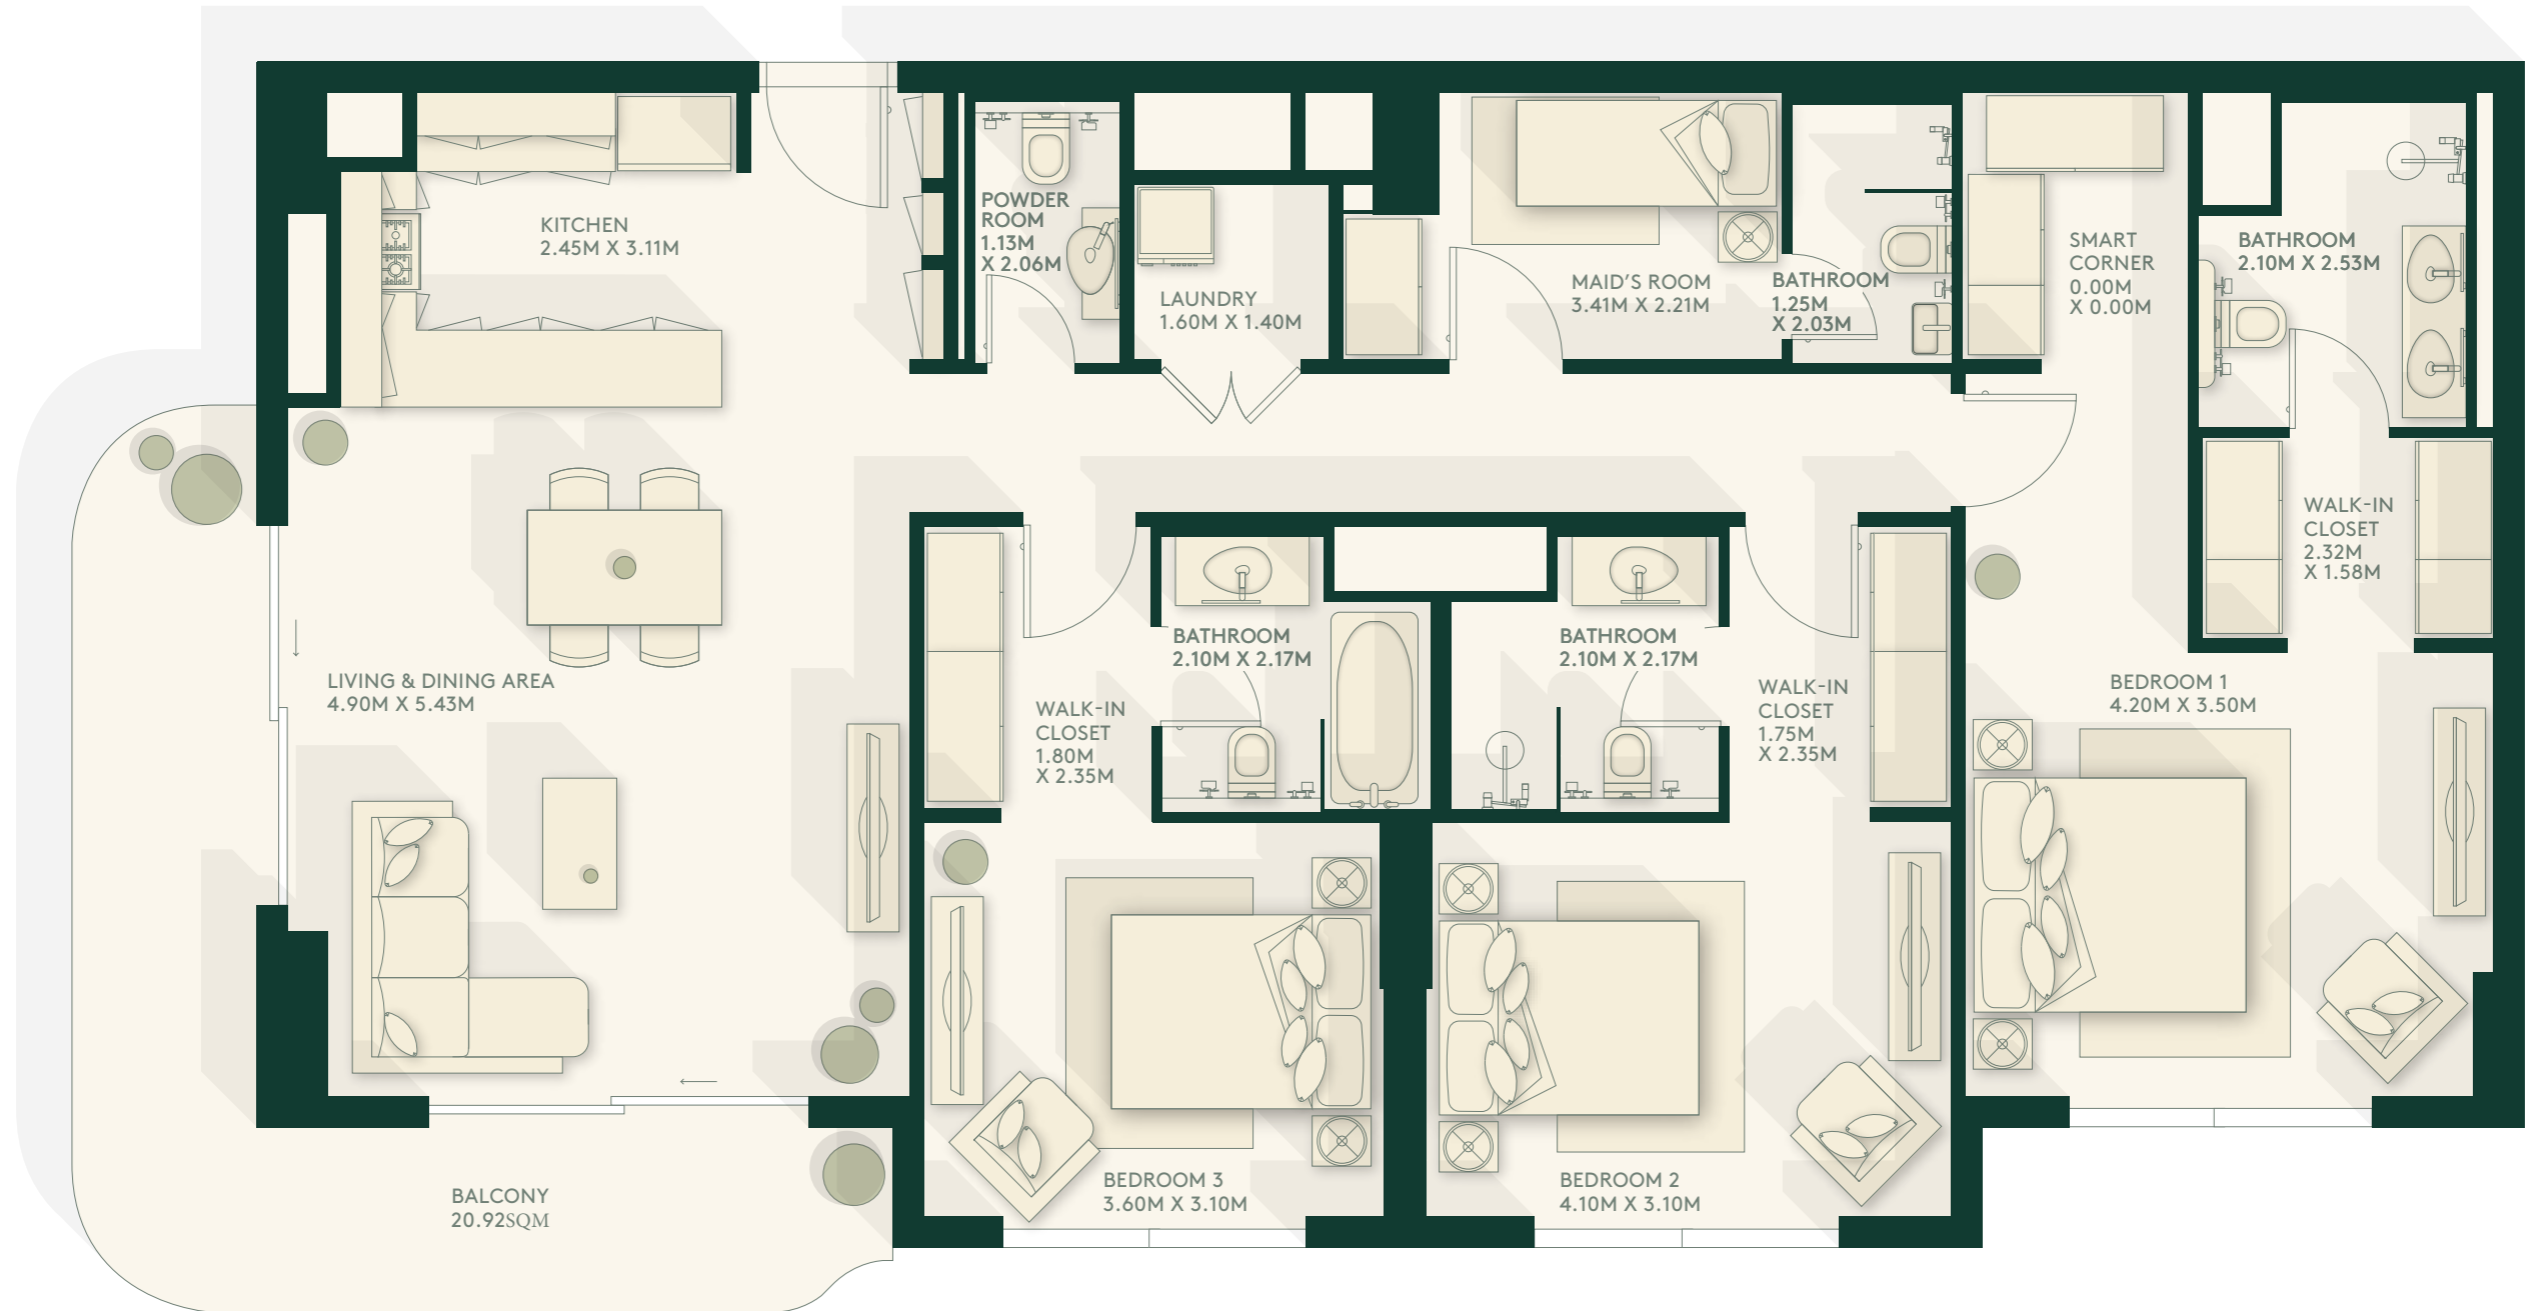 KITCHEN
2.45M X 3.11M
POWDER
ROOM
1.13M
X 2.06M
LAUNDRY
1.60M X 1.40M
MAID'S ROOM
3.41M X 2.21M
BATHROOM
1.25M
X 2.03M
SMART
CORNER
0.00M
X 0.00M
BATHROOM
2.10M X 2.53M
WALK-IN
CLOSET
2.32M
X 1.58M
LIVING & DINING AREA
4.90M X 5.43M
WALK-IN
CLOSET
1.80M
X 2.35M
BATHROOM
2.10M X 2.17M
BATHROOM
2.10M X 2.17M
WALK-IN
CLOSET
1.75M
X 2.35M
BEDROOM 1
4.20M X 3.50M
BALCONY
20.92SQM
BEDROOM 3
3.60M X 3.10M
BEDROOM 2
4.10M X 3.10M